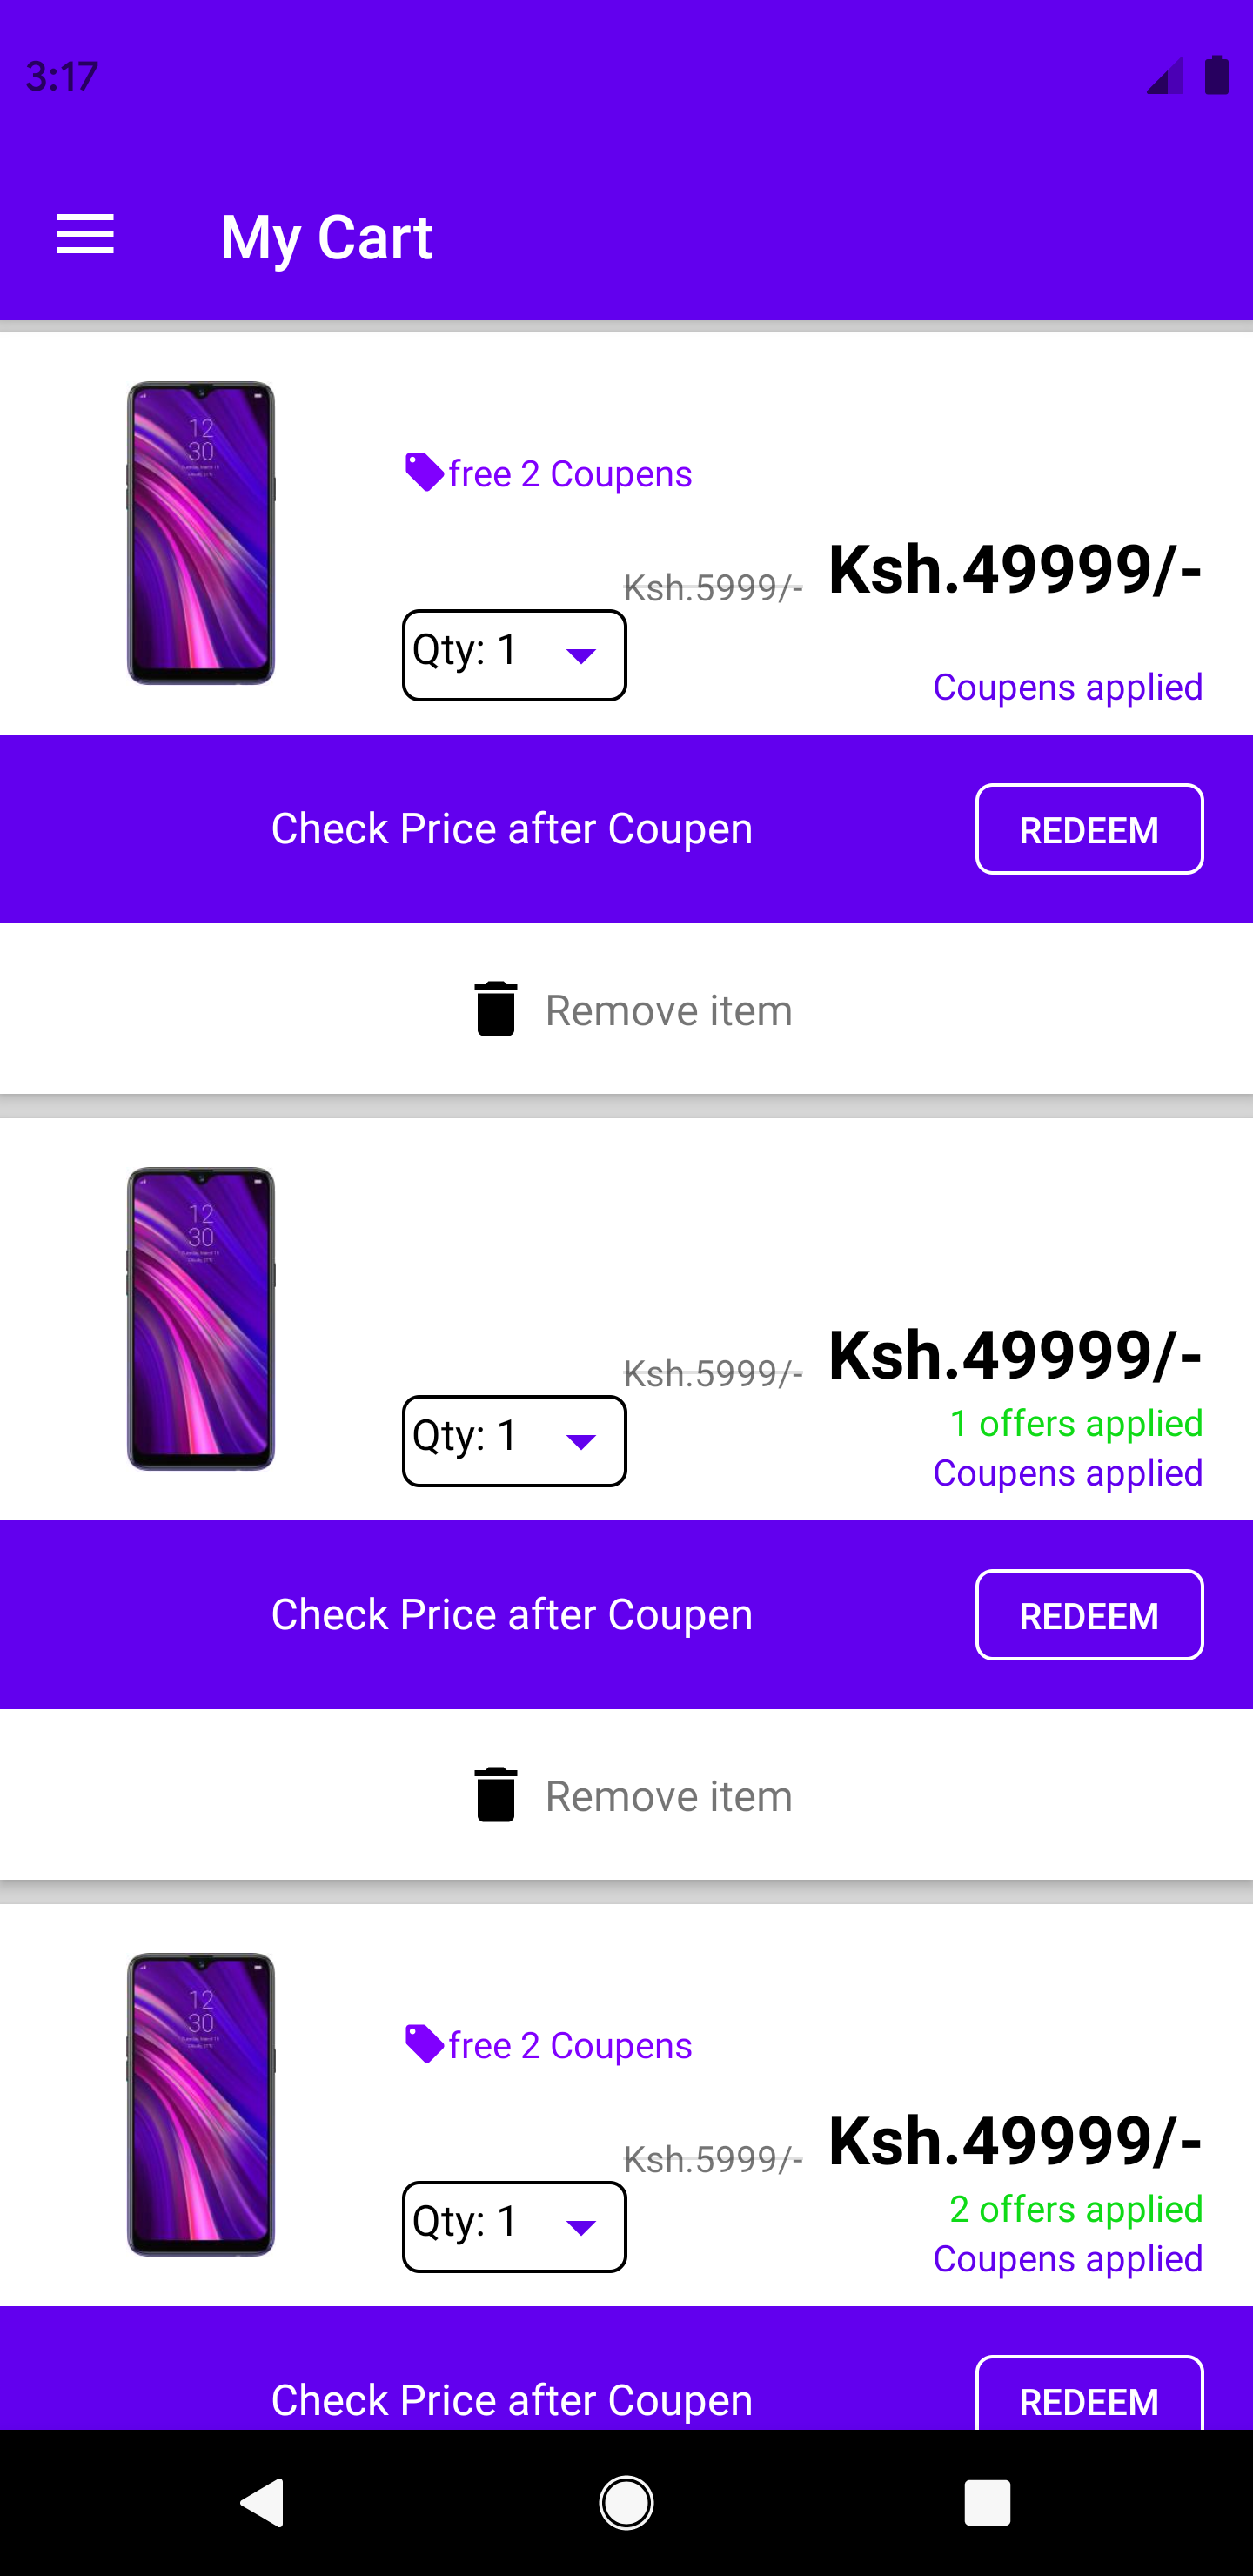 3:17
My Cart
12
30
free 2 Coupens
Ksh.5999/- Ksh.49999/-
Qty: 1
Coupens applied
Check Price after Coupen REDEEM
Remove item
12
30
Ksh.5999/- Ksh.49999/-
1 offers applied
Qty: 1
Coupens applied
Check Price after Coupen REDEEM
Remove item
12
30
free 2 Coupens
Ksh.5999/- Ksh.49999/-
2 offers applied
Qty: 1
Coupens applied
Check Price after Coupen REDEEM